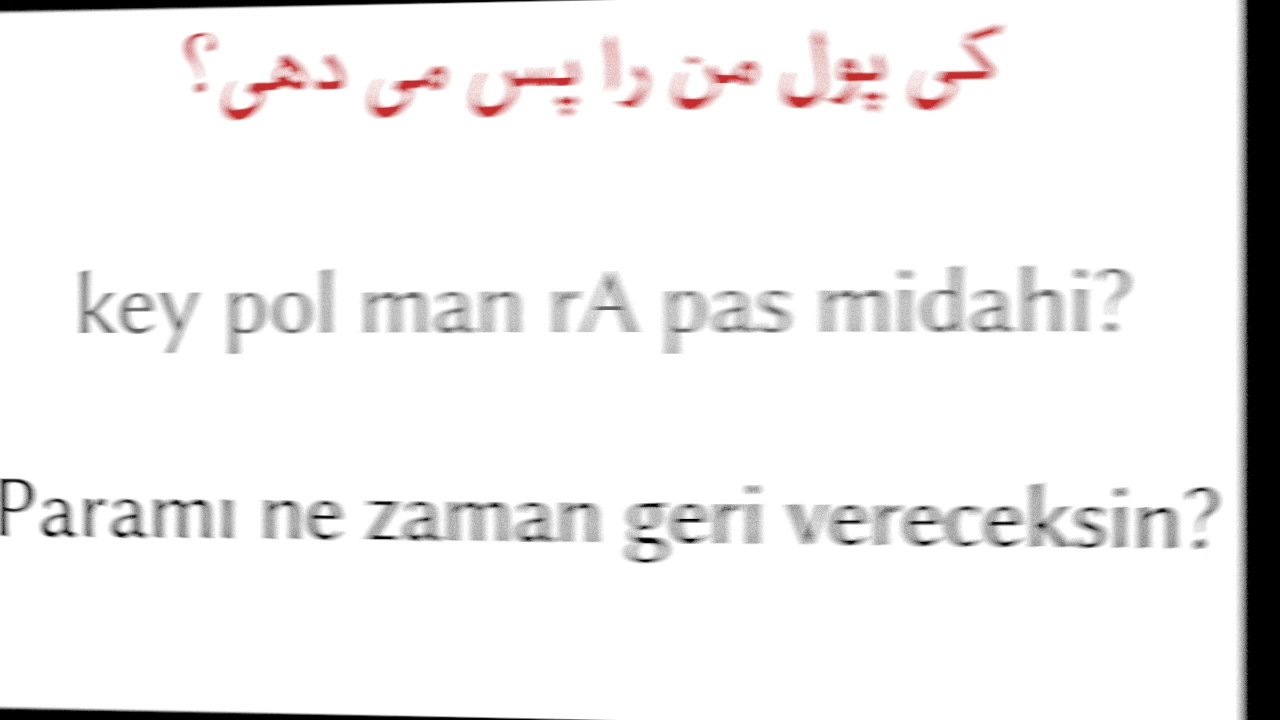 کی پول من را پس می دهی؟
key pol man rA pas midahi?
Paramı ne zaman geri vereceksin?